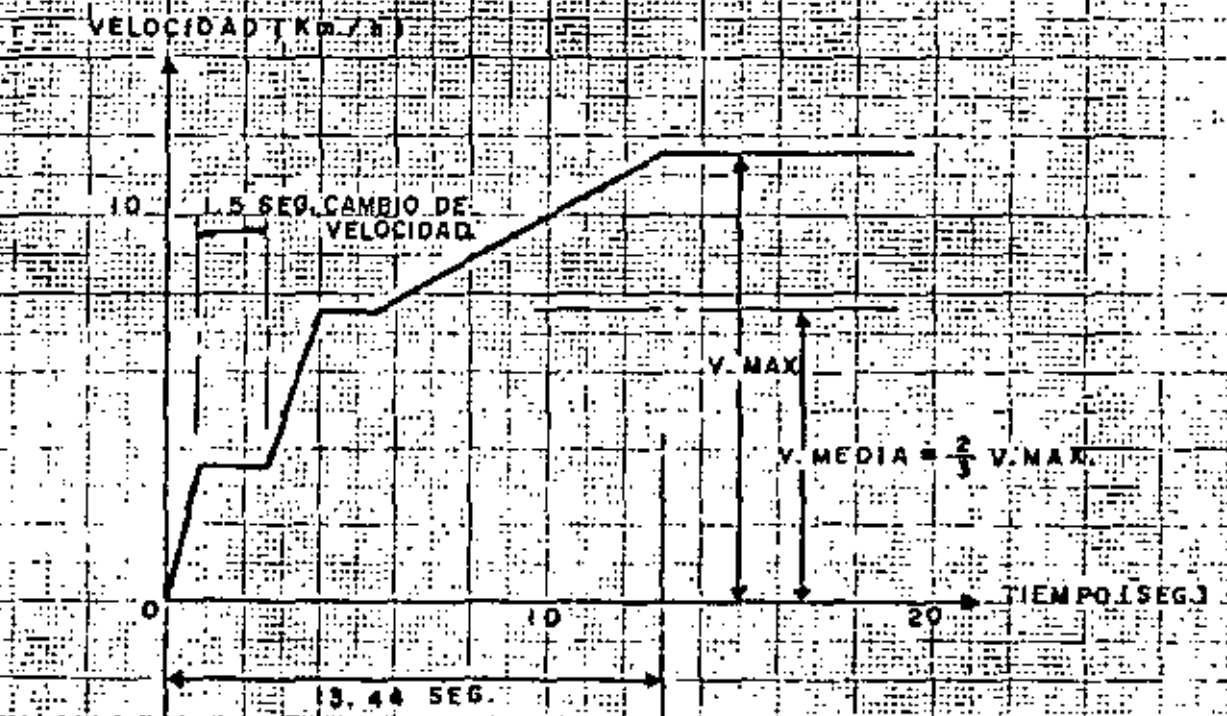 VELOCIDAD (Km/h)
10
1.5 SEG. CAMBIO DE
VELOCIDAD
V. MAX
V. MEDIA = 2/3 V. MAX.
0
10
20
TIEMPO (SEG.)
13.44 SEG.